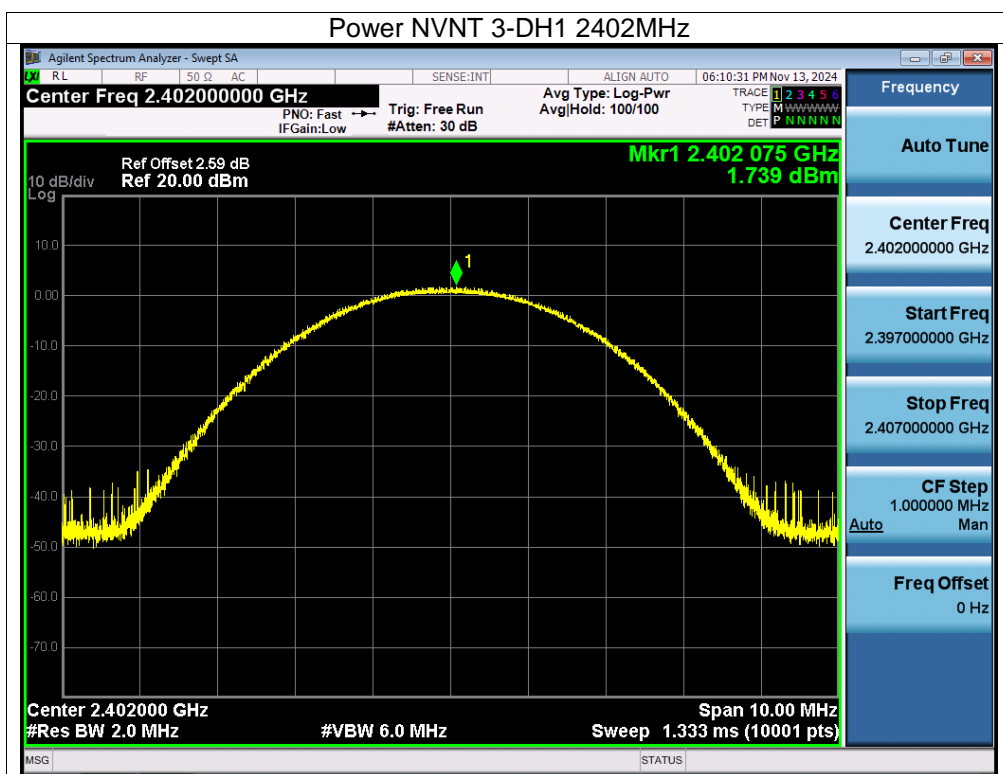 Power NVNT 3-DH1 2402MHz
Agilent Spectrum Analyzer - Swept SA
LXI RL RF 50 Ω AC SENSE:INT ALIGN AUTO 06:10:31 PM Nov 13, 2024
Center Freq 2.402000000 GHz
PNO: Fast
IFGain:Low
Trig: Free Run
#Atten: 30 dB
Avg Type: Log-Pwr
Avg|Hold: 100/100
TRACE 1 2 3 4 5 6
TYPE M WWWWW
DET P N N N N N
Mkr1 2.402 075 GHz
1.739 dBm
Ref Offset 2.59 dB
10 dB/div Ref 20.00 dBm
Log
10.0
0.00
-10.0
-20.0
-30.0
-40.0
-50.0
-60.0
-70.0
1
Center 2.402000 GHz Span 10.00 MHz
#Res BW 2.0 MHz #VBW 6.0 MHz Sweep 1.333 ms (10001 pts)
MSG STATUS
Frequency
Auto Tune
Center Freq
2.402000000 GHz
Start Freq
2.397000000 GHz
Stop Freq
2.407000000 GHz
CF Step
1.000000 MHz
Auto Man
Freq Offset
0 Hz